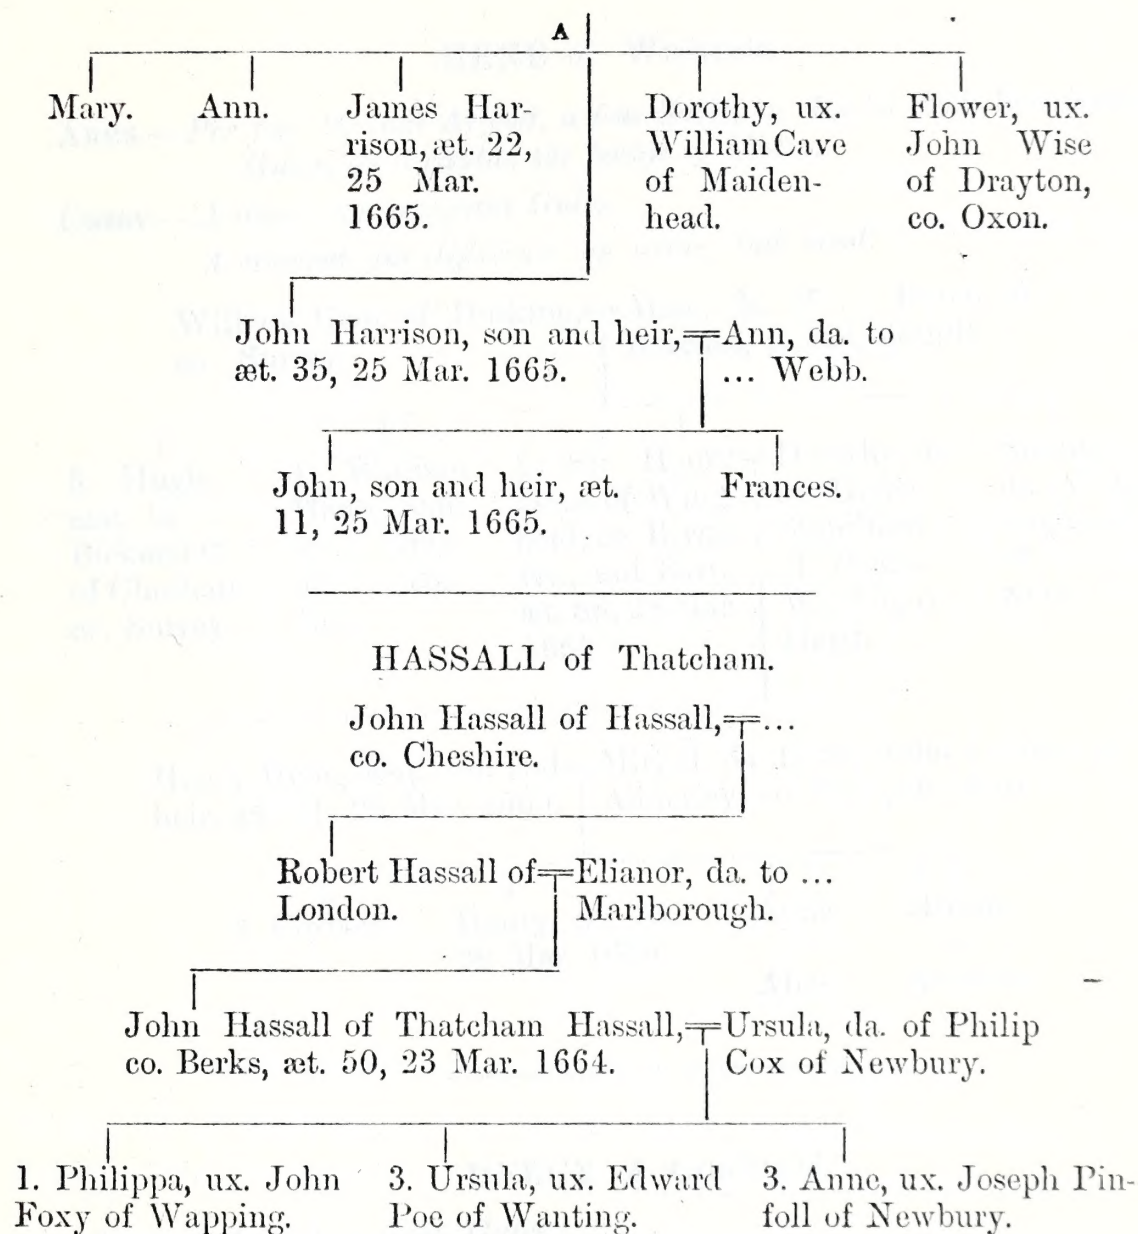 A
Mary.
Ann.
James Har-
rison, æt. 22,
25 Mar.
1665.
Dorothy, ux.
William Cave
of Maiden-
head.
Flower, ux.
John Wise
of Drayton,
co. Oxon.
John Harrison, son and heir,
æt. 35, 25 Mar. 1665.
Ann, da. to
... Webb.
John, son and heir, æt.
11, 25 Mar. 1665.
Frances.
HASSALL of Thatcham.
John Hassall of Hassall,
co. Cheshire.
...
Robert Hassall of
London.
Elianor, da. to ...
Marlborough.
John Hassall of Thatcham Hassall,
co. Berks, æt. 50, 23 Mar. 1664.
Ursula, da. of Philip
Cox of Newbury.
1. Philippa, ux. John
Foxy of Wapping.
3. Ursula, ux. Edward
Poe of Wanting.
3. Anne, ux. Joseph Pin-
foll of Newbury.